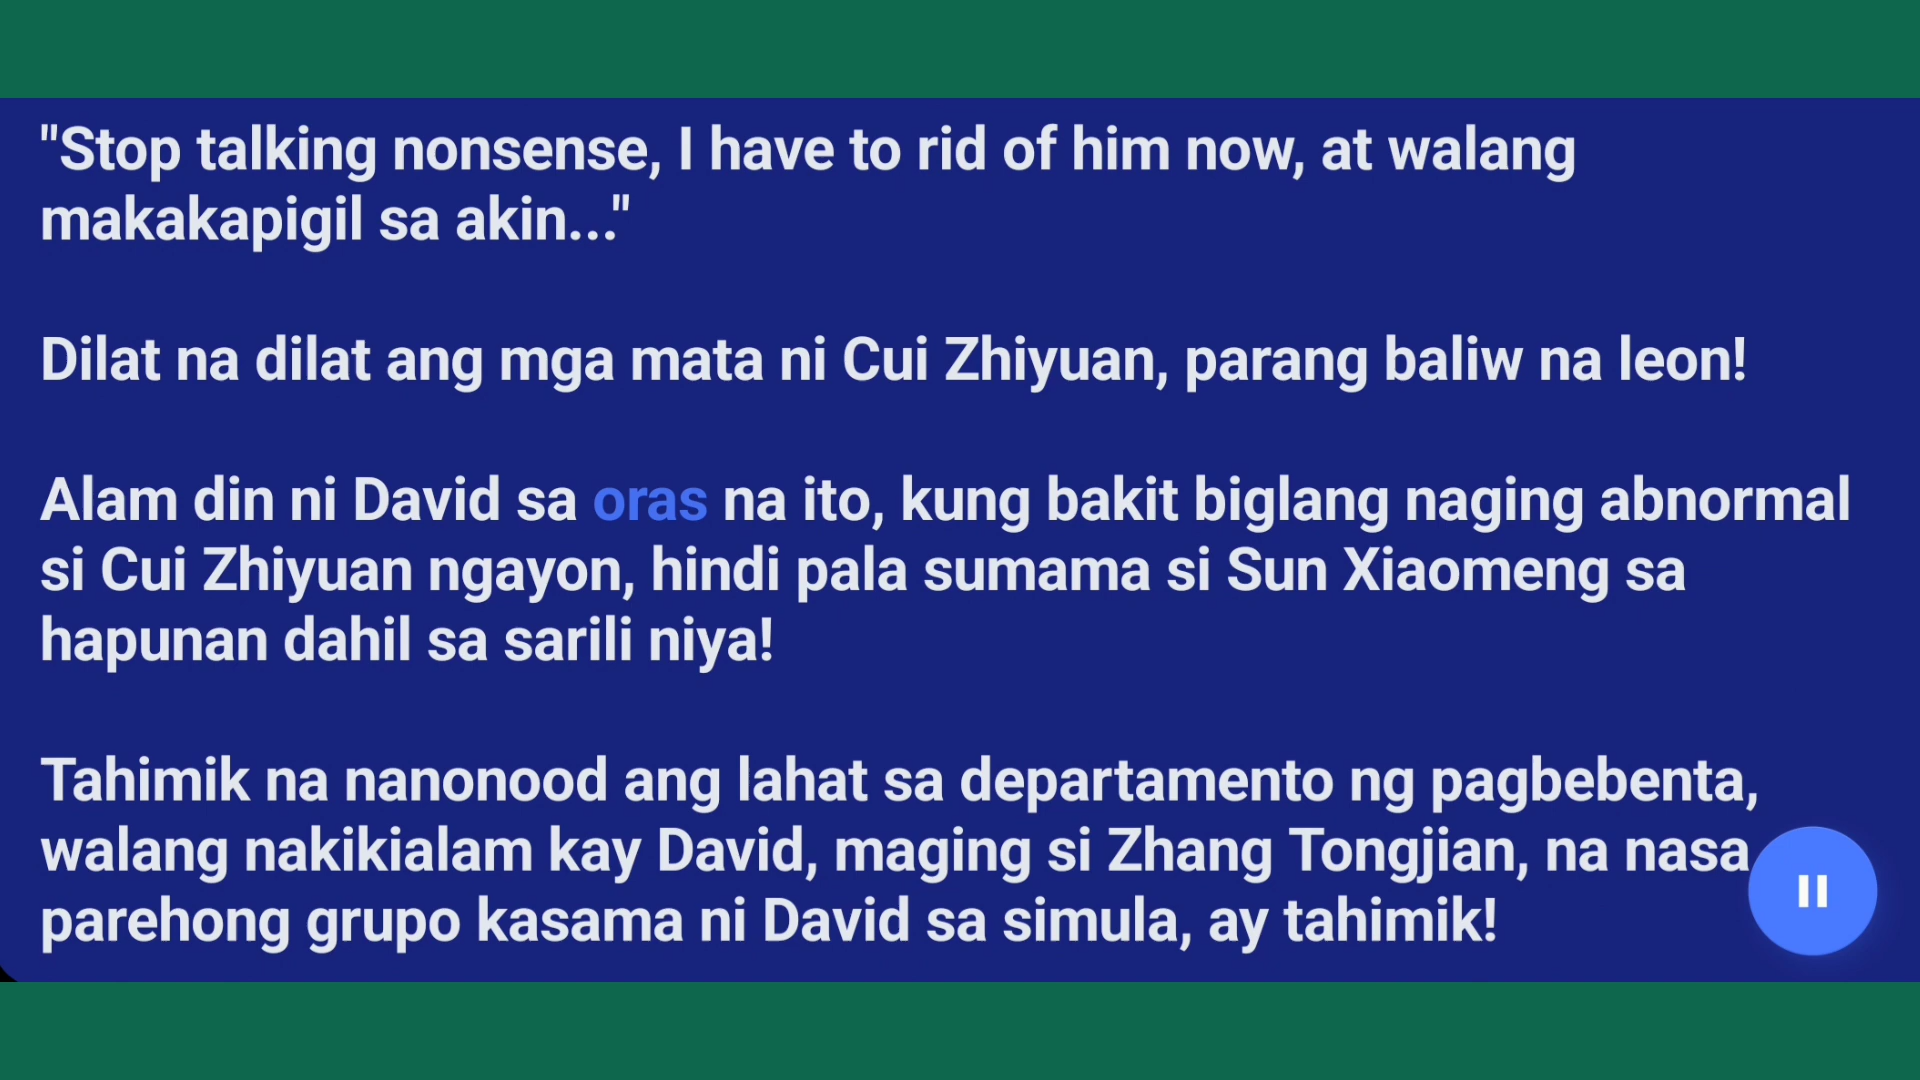 "Stop talking nonsense, I have to rid of him now, at walang
makakapigil sa akin..."
Dilat na dilat ang mga mata ni Cui Zhiyuan, parang baliw na leon!
Alam din ni David sa oras na ito, kung bakit biglang naging abnormal
si Cui Zhiyuan ngayon, hindi pala sumama si Sun Xiaomeng sa
hapunan dahil sa sarili niya!
Tahimik na nanonood ang lahat sa departamento ng pagbebenta,
walang nakikialam kay David, maging si Zhang Tongjian, na nasa
parehong grupo kasama ni David sa simula, ay tahimik!